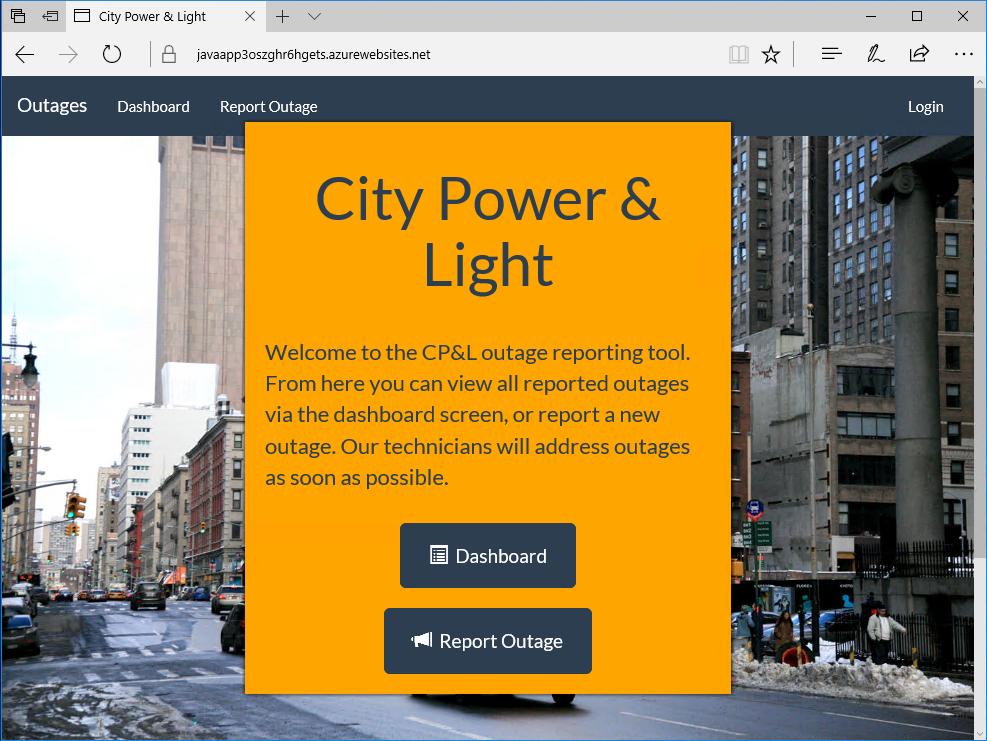 City Power & Light
javaapp3oszghr6hgets.azurewebsites.net
Outages Dashboard Report Outage Login
City Power &
Light
Welcome to the CP&L outage reporting tool.
From here you can view all reported outages
via the dashboard screen, or report a new
outage. Our technicians will address outages
as soon as possible.
Dashboard
Report Outage